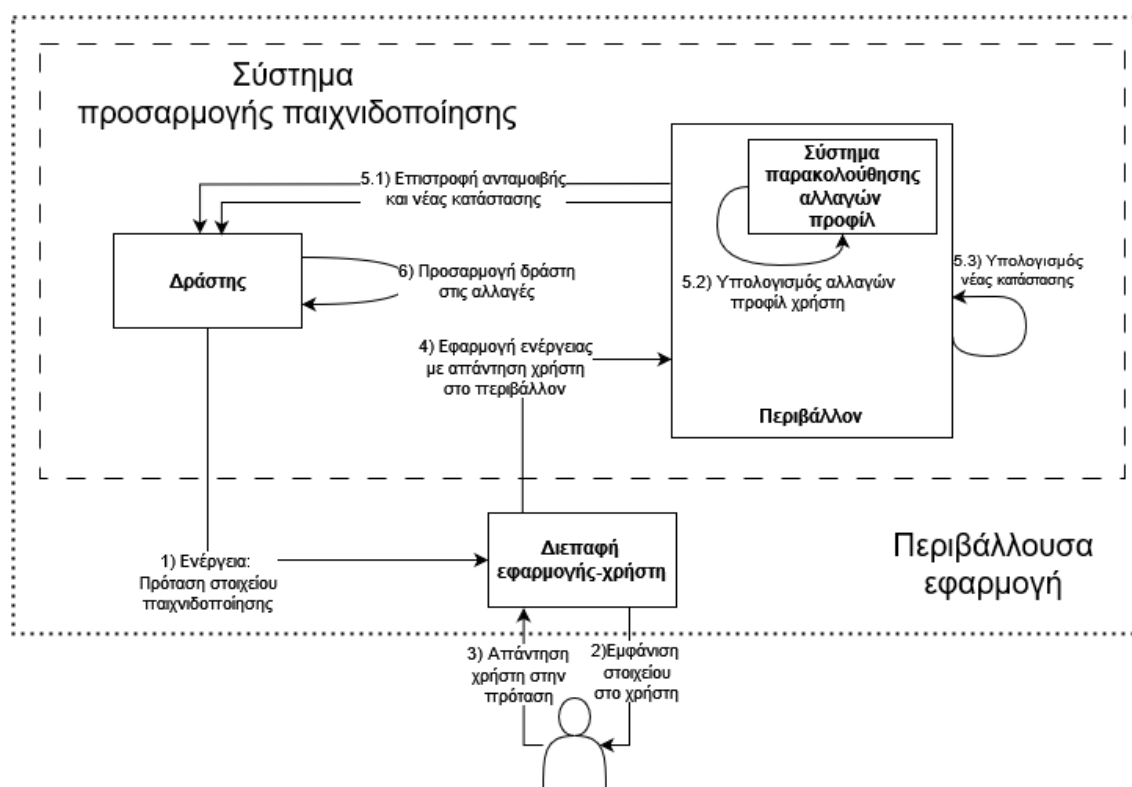 Σύστημα
προσαρμογής παιχνιδοποίησης
Σύστημα
παρακολούθησης
αλλαγών
προφίλ
5.1) Επιστροφή ανταμοιβής
και νέας κατάστασης
Δράστης
6) Προσαρμογή δράστη
στις αλλαγές
5.2) Υπολογισμός αλλαγών
προφίλ χρήστη
5.3) Υπολογισμός
νέας κατάστασης
4) Εφαρμογή ενέργειας
με απάντηση χρήστη
στο περιβάλλον
Περιβάλλον
1) Ενέργεια:
Πρόταση στοιχείου
παιχνιδοποίησης
Διεπαφή
εφαρμογής-χρήστη
Περιβάλλουσα
εφαρμογή
3) Απάντηση
χρήστη στην
πρόταση
2)Εμφάνιση
στοιχείου
στο χρήστη